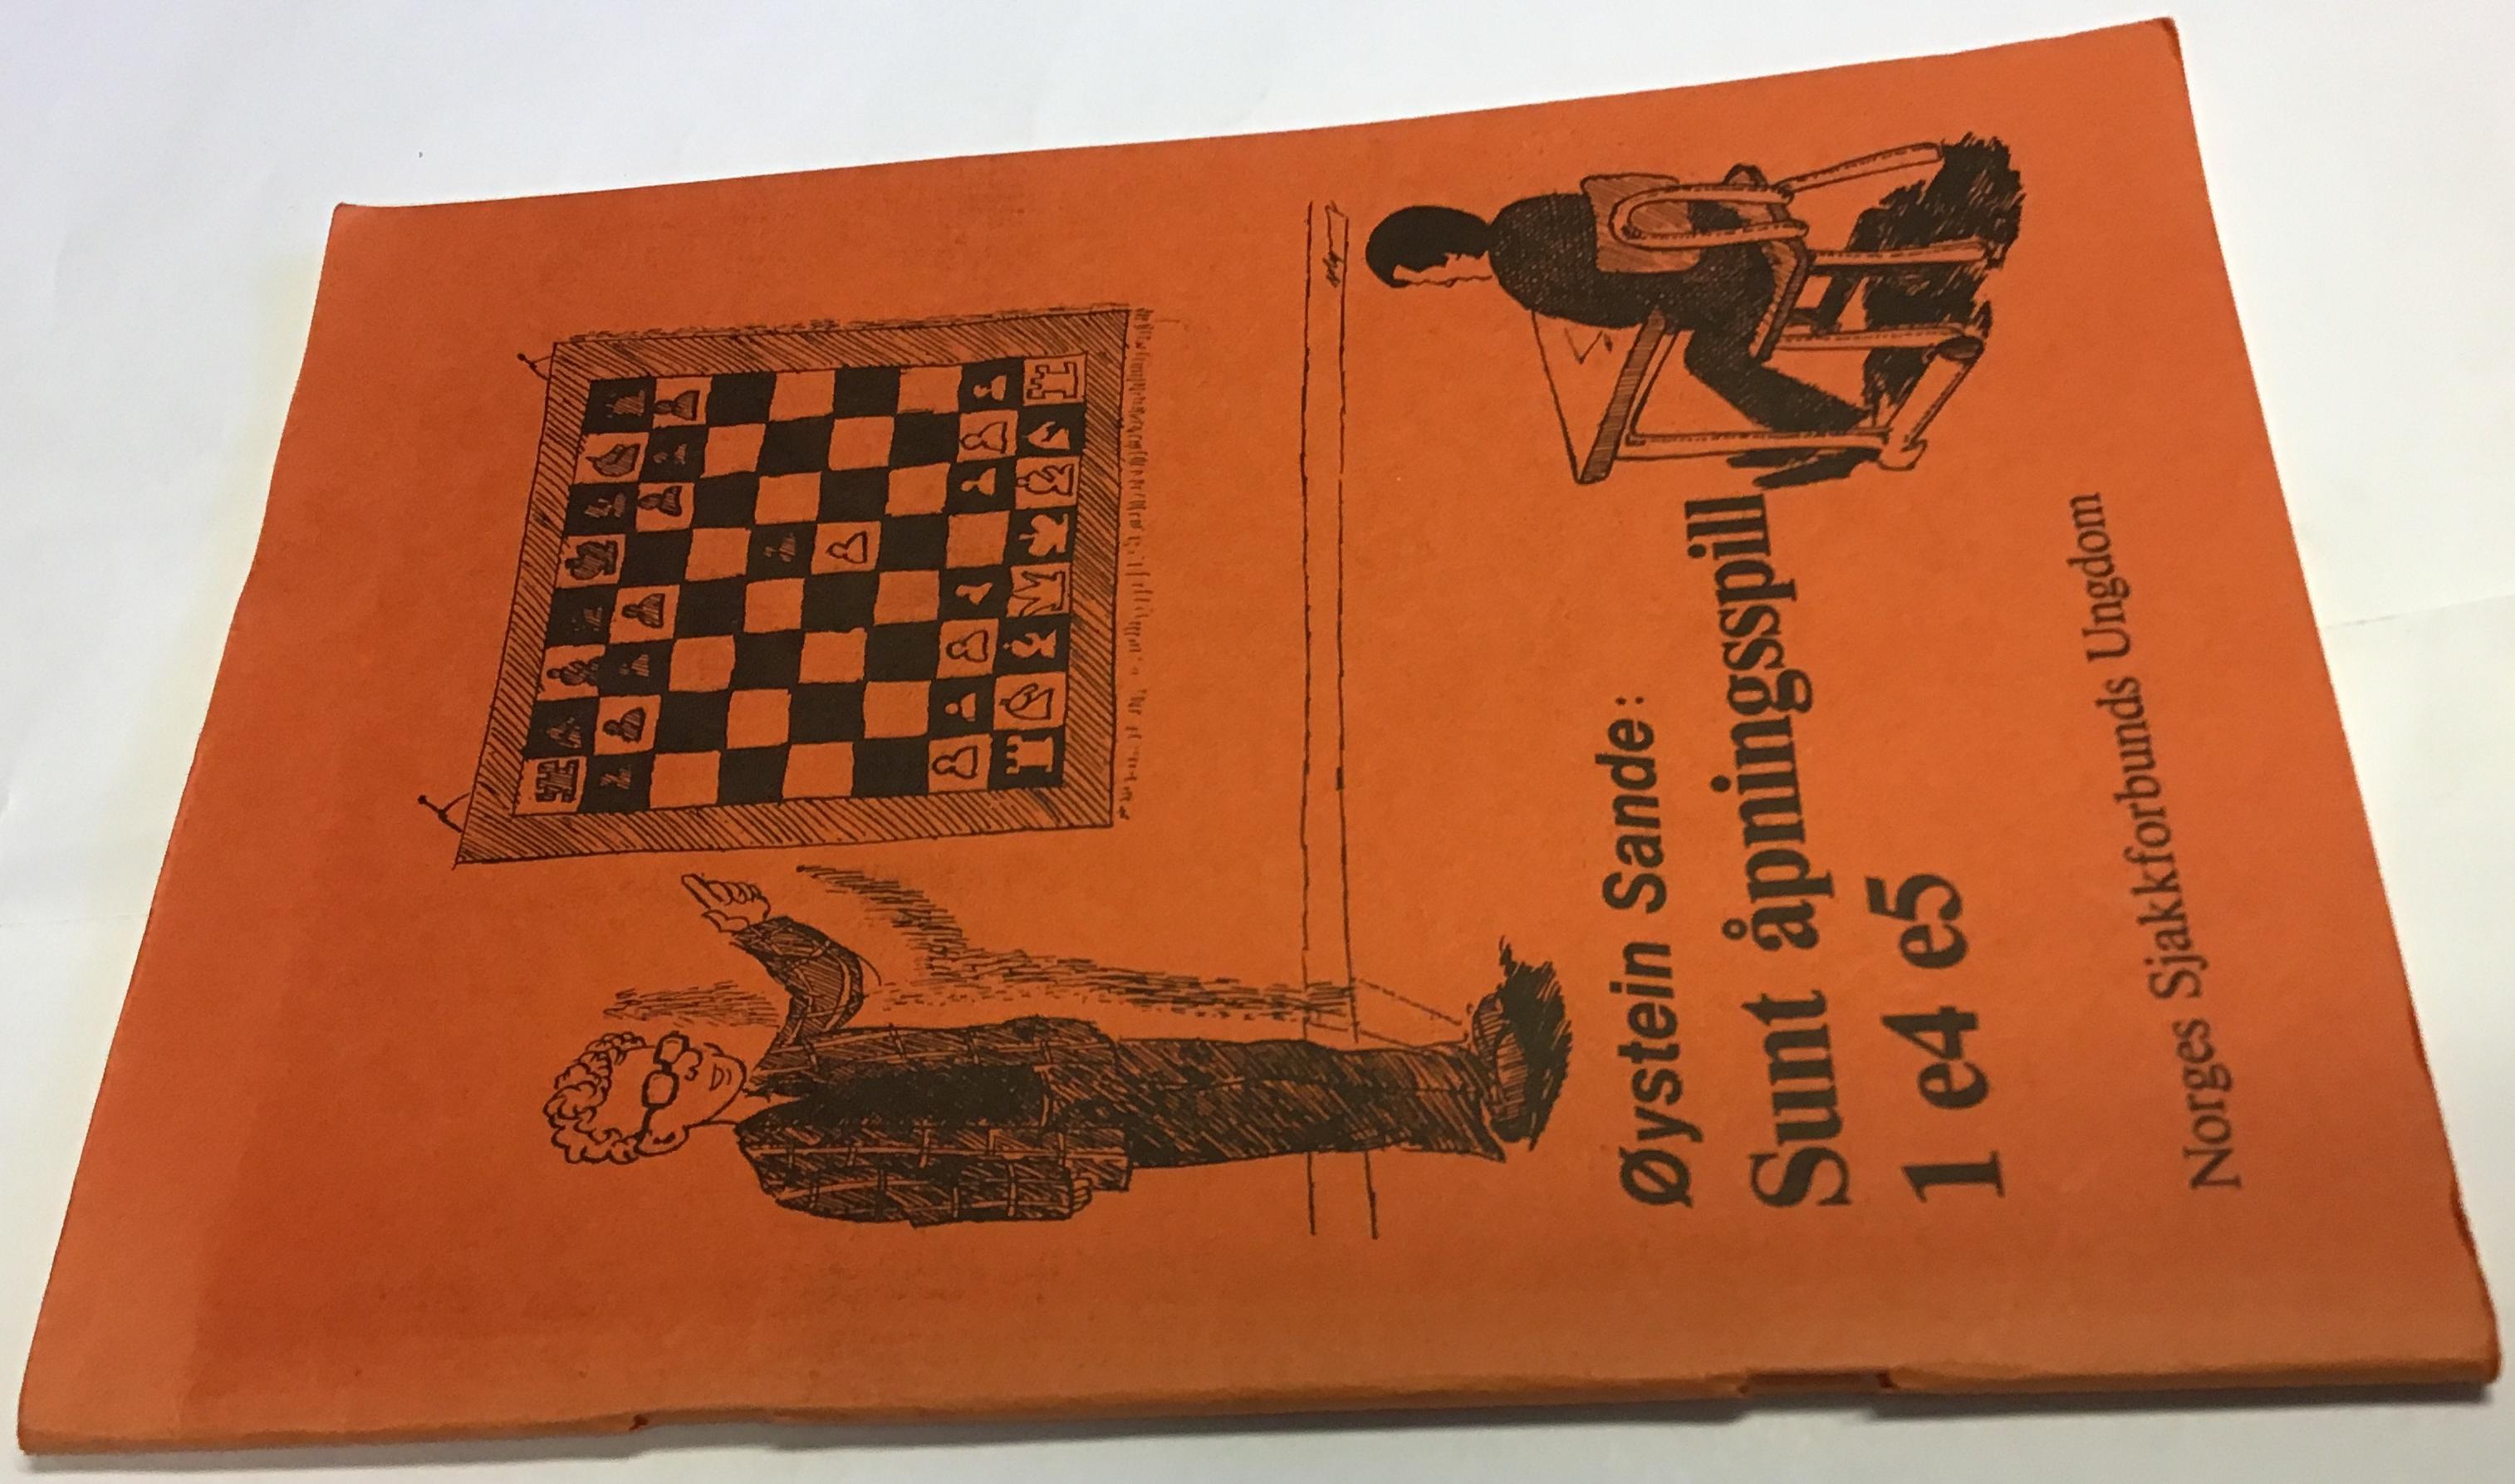 Øystein Sande:
Sunt åpningsspill
1 e4 e5
Norges Sjakkforbunds Ungdom